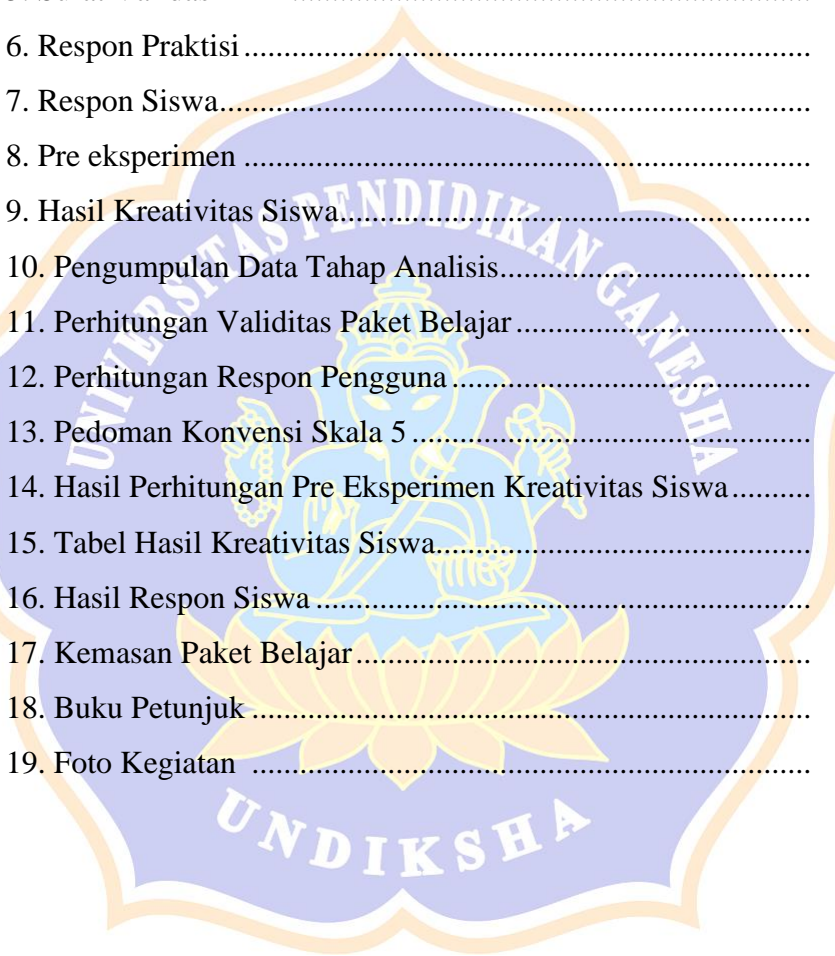 6. Respon Praktisi ........................................................................
7. Respon Siswa...........................................................................
8. Pre eksperimen ........................................................................
9. Hasil Kreativitas Siswa............................................................
10. Pengumpulan Data Tahap Analisis........................................
11. Perhitungan Validitas Paket Belajar ......................................
12. Perhitungan Respon Pengguna ..............................................
13. Pedoman Konvensi Skala 5 ...................................................
14. Hasil Perhitungan Pre Eksperimen Kreativitas Siswa ..........
15. Tabel Hasil Kreativitas Siswa................................................
16. Hasil Respon Siswa ...............................................................
17. Kemasan Paket Belajar ..........................................................
18. Buku Petunjuk .......................................................................
19. Foto Kegiatan .......................................................................
UNIVERSITAS PENDIDIKAN GANESHA
UNDIKSHA